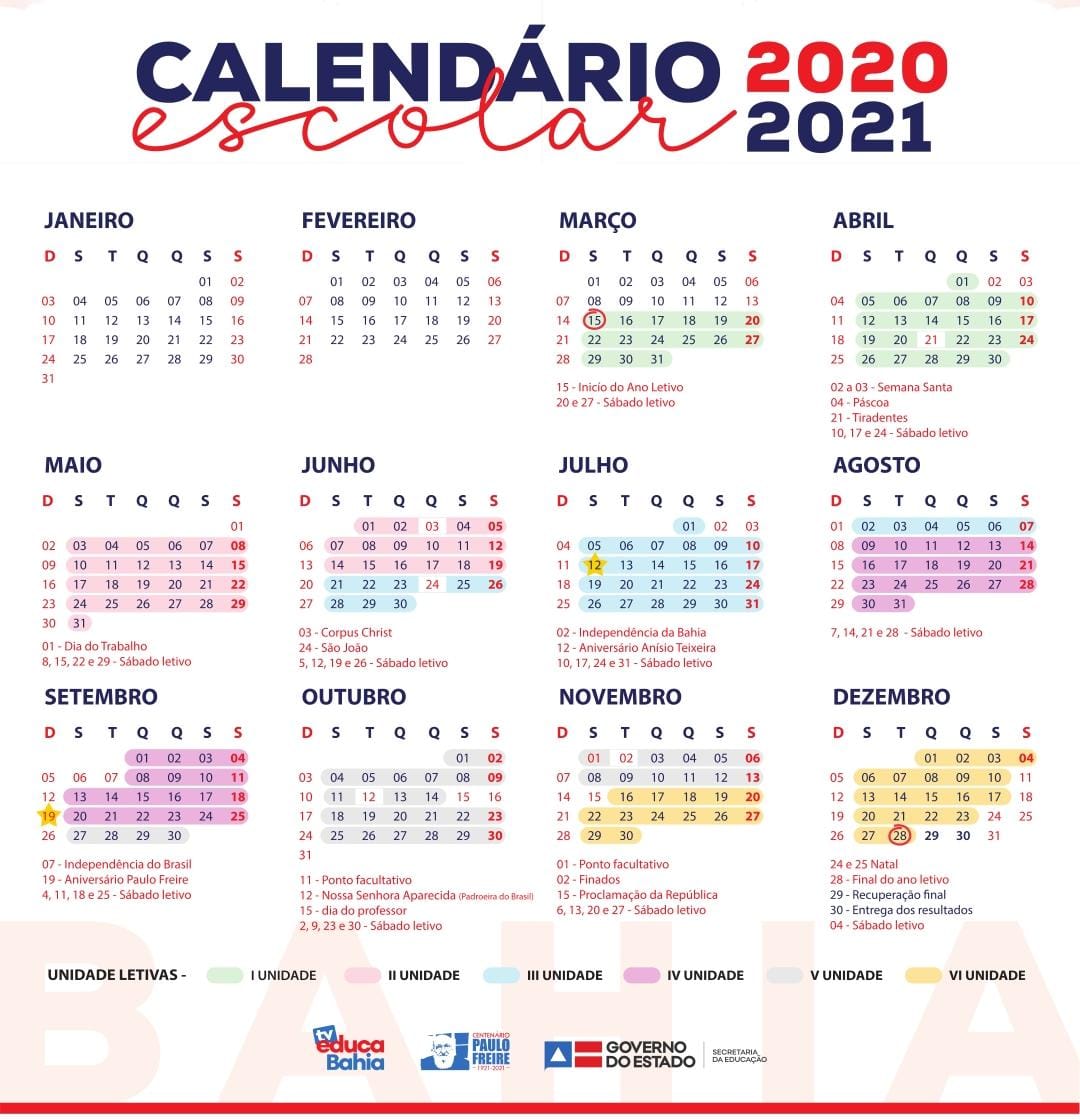 CALENDÁRIO 2020
escolar 2021
JANEIRO
D S T Q Q S S
01 02
03 04 05 06 07 08 09
10 11 12 13 14 15 16
17 18 19 20 21 22 23
24 25 26 27 28 29 30
31
FEVEREIRO
D S T Q Q S S
01 02 03 04 05 06
07 08 09 10 11 12 13
14 15 16 17 18 19 20
21 22 23 24 25 26 27
28
MARÇO
D S T Q Q S S
01 02 03 04 05 06
07 08 09 10 11 12 13
14 15 16 17 18 19 20
21 22 23 24 25 26 27
28 29 30 31
15 - Inicío do Ano Letivo
20 e 27 - Sábado letivo
ABRIL
D S T Q Q S S
01 02 03
04 05 06 07 08 09 10
11 12 13 14 15 16 17
18 19 20 21 22 23 24
25 26 27 28 29 30
02 a 03 - Semana Santa
04 - Páscoa
21 - Tiradentes
10, 17 e 24 - Sábado letivo
MAIO
D S T Q Q S S
01
02 03 04 05 06 07 08
09 10 11 12 13 14 15
16 17 18 19 20 21 22
23 24 25 26 27 28 29
30 31
01 - Dia do Trabalho
8, 15, 22 e 29 - Sábado letivo
JUNHO
D S T Q Q S S
01 02 03 04 05
06 07 08 09 10 11 12
13 14 15 16 17 18 19
20 21 22 23 24 25 26
27 28 29 30
03 - Corpus Christ
24 - São João
5, 12, 19 e 26 - Sábado letivo
JULHO
D S T Q Q S S
01 02 03
04 05 06 07 08 09 10
11 12 13 14 15 16 17
18 19 20 21 22 23 24
25 26 27 28 29 30 31
02 - Independência da Bahia
12 - Aniversário Anísio Teixeira
10, 17, 24 e 31 - Sábado letivo
AGOSTO
D S T Q Q S S
01 02 03 04 05 06 07
08 09 10 11 12 13 14
15 16 17 18 19 20 21
22 23 24 25 26 27 28
29 30 31
7, 14, 21 e 28 - Sábado letivo
SETEMBRO
D S T Q Q S S
01 02 03 04
05 06 07 08 09 10 11
12 13 14 15 16 17 18
19 20 21 22 23 24 25
26 27 28 29 30
07 - Independência do Brasil
19 - Aniversário Paulo Freire
4, 11, 18 e 25 - Sábado letivo
OUTUBRO
D S T Q Q S S
01 02
03 04 05 06 07 08 09
10 11 12 13 14 15 16
17 18 19 20 21 22 23
24 25 26 27 28 29 30
31
11 - Ponto facultativo
12 - Nossa Senhora Aparecida (Padroeira do Brasil)
15 - dia do professor
2, 9, 23 e 30 - Sábado letivo
NOVEMBRO
D S T Q Q S S
01 02 03 04 05 06
07 08 09 10 11 12 13
14 15 16 17 18 19 20
21 22 23 24 25 26 27
28 29 30
01 - Ponto facultativo
02 - Finados
15 - Proclamação da República
6, 13, 20 e 27 - Sábado letivo
DEZEMBRO
D S T Q Q S S
01 02 03 04
05 06 07 08 09 10 11
12 13 14 15 16 17 18
19 20 21 22 23 24 25
26 27 28 29 30 31
24 e 25 Natal
28 - Final do ano letivo
29 - Recuperação final
30 - Entrega dos resultados
04 - Sábado letivo
BAHIA
UNIDADE LETIVAS - I UNIDADE II UNIDADE III UNIDADE IV UNIDADE V UNIDADE VI UNIDADE
tv
educa
Bahia
CENTENÁRIO
PAULO
FREIRE
1921-2021
GOVERNO
DO ESTADO
SECRETARIA
DA EDUCAÇÃO